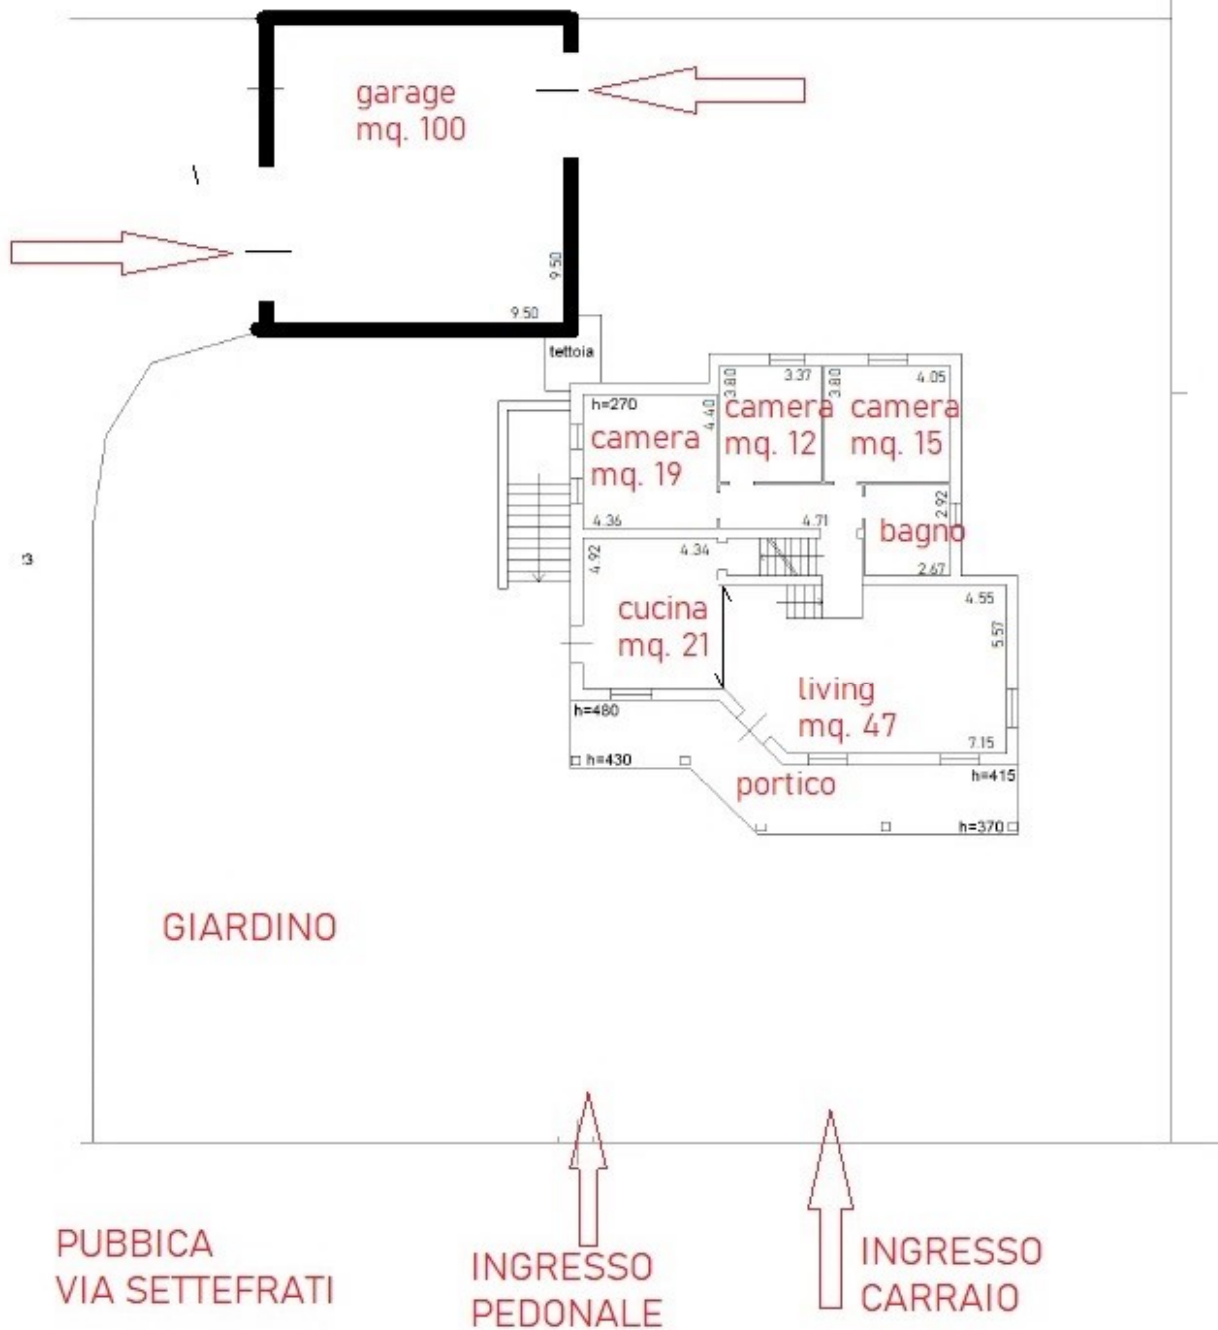 garage
mq. 100
9.50
9.50
tettoia
h=270
camera
mq. 19
4.40
4.36
3.80
3.37
camera
mq. 12
3.80
4.05
camera
mq. 15
4.71
2.92
bagno
2.67
4.92
4.34
cucina
mq. 21
4.55
5.57
living
mq. 47
7.15
h=480
h=430
portico
h=415
h=370
GIARDINO
PUBBICA
VIA SETTEFRATI
INGRESSO
PEDONALE
INGRESSO
CARRAIO